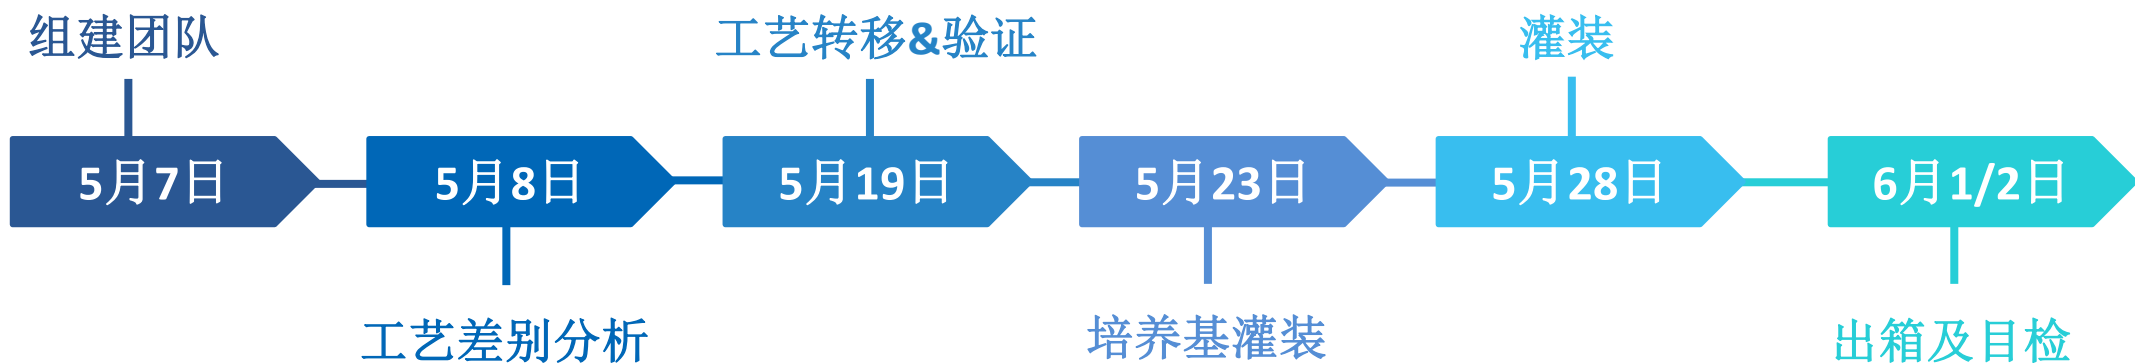 组建团队
工艺转移&验证
灌装
5月7日
5月8日
5月19日
5月23日
5月28日
6月1/2日
工艺差别分析
培养基灌装
出箱及目检